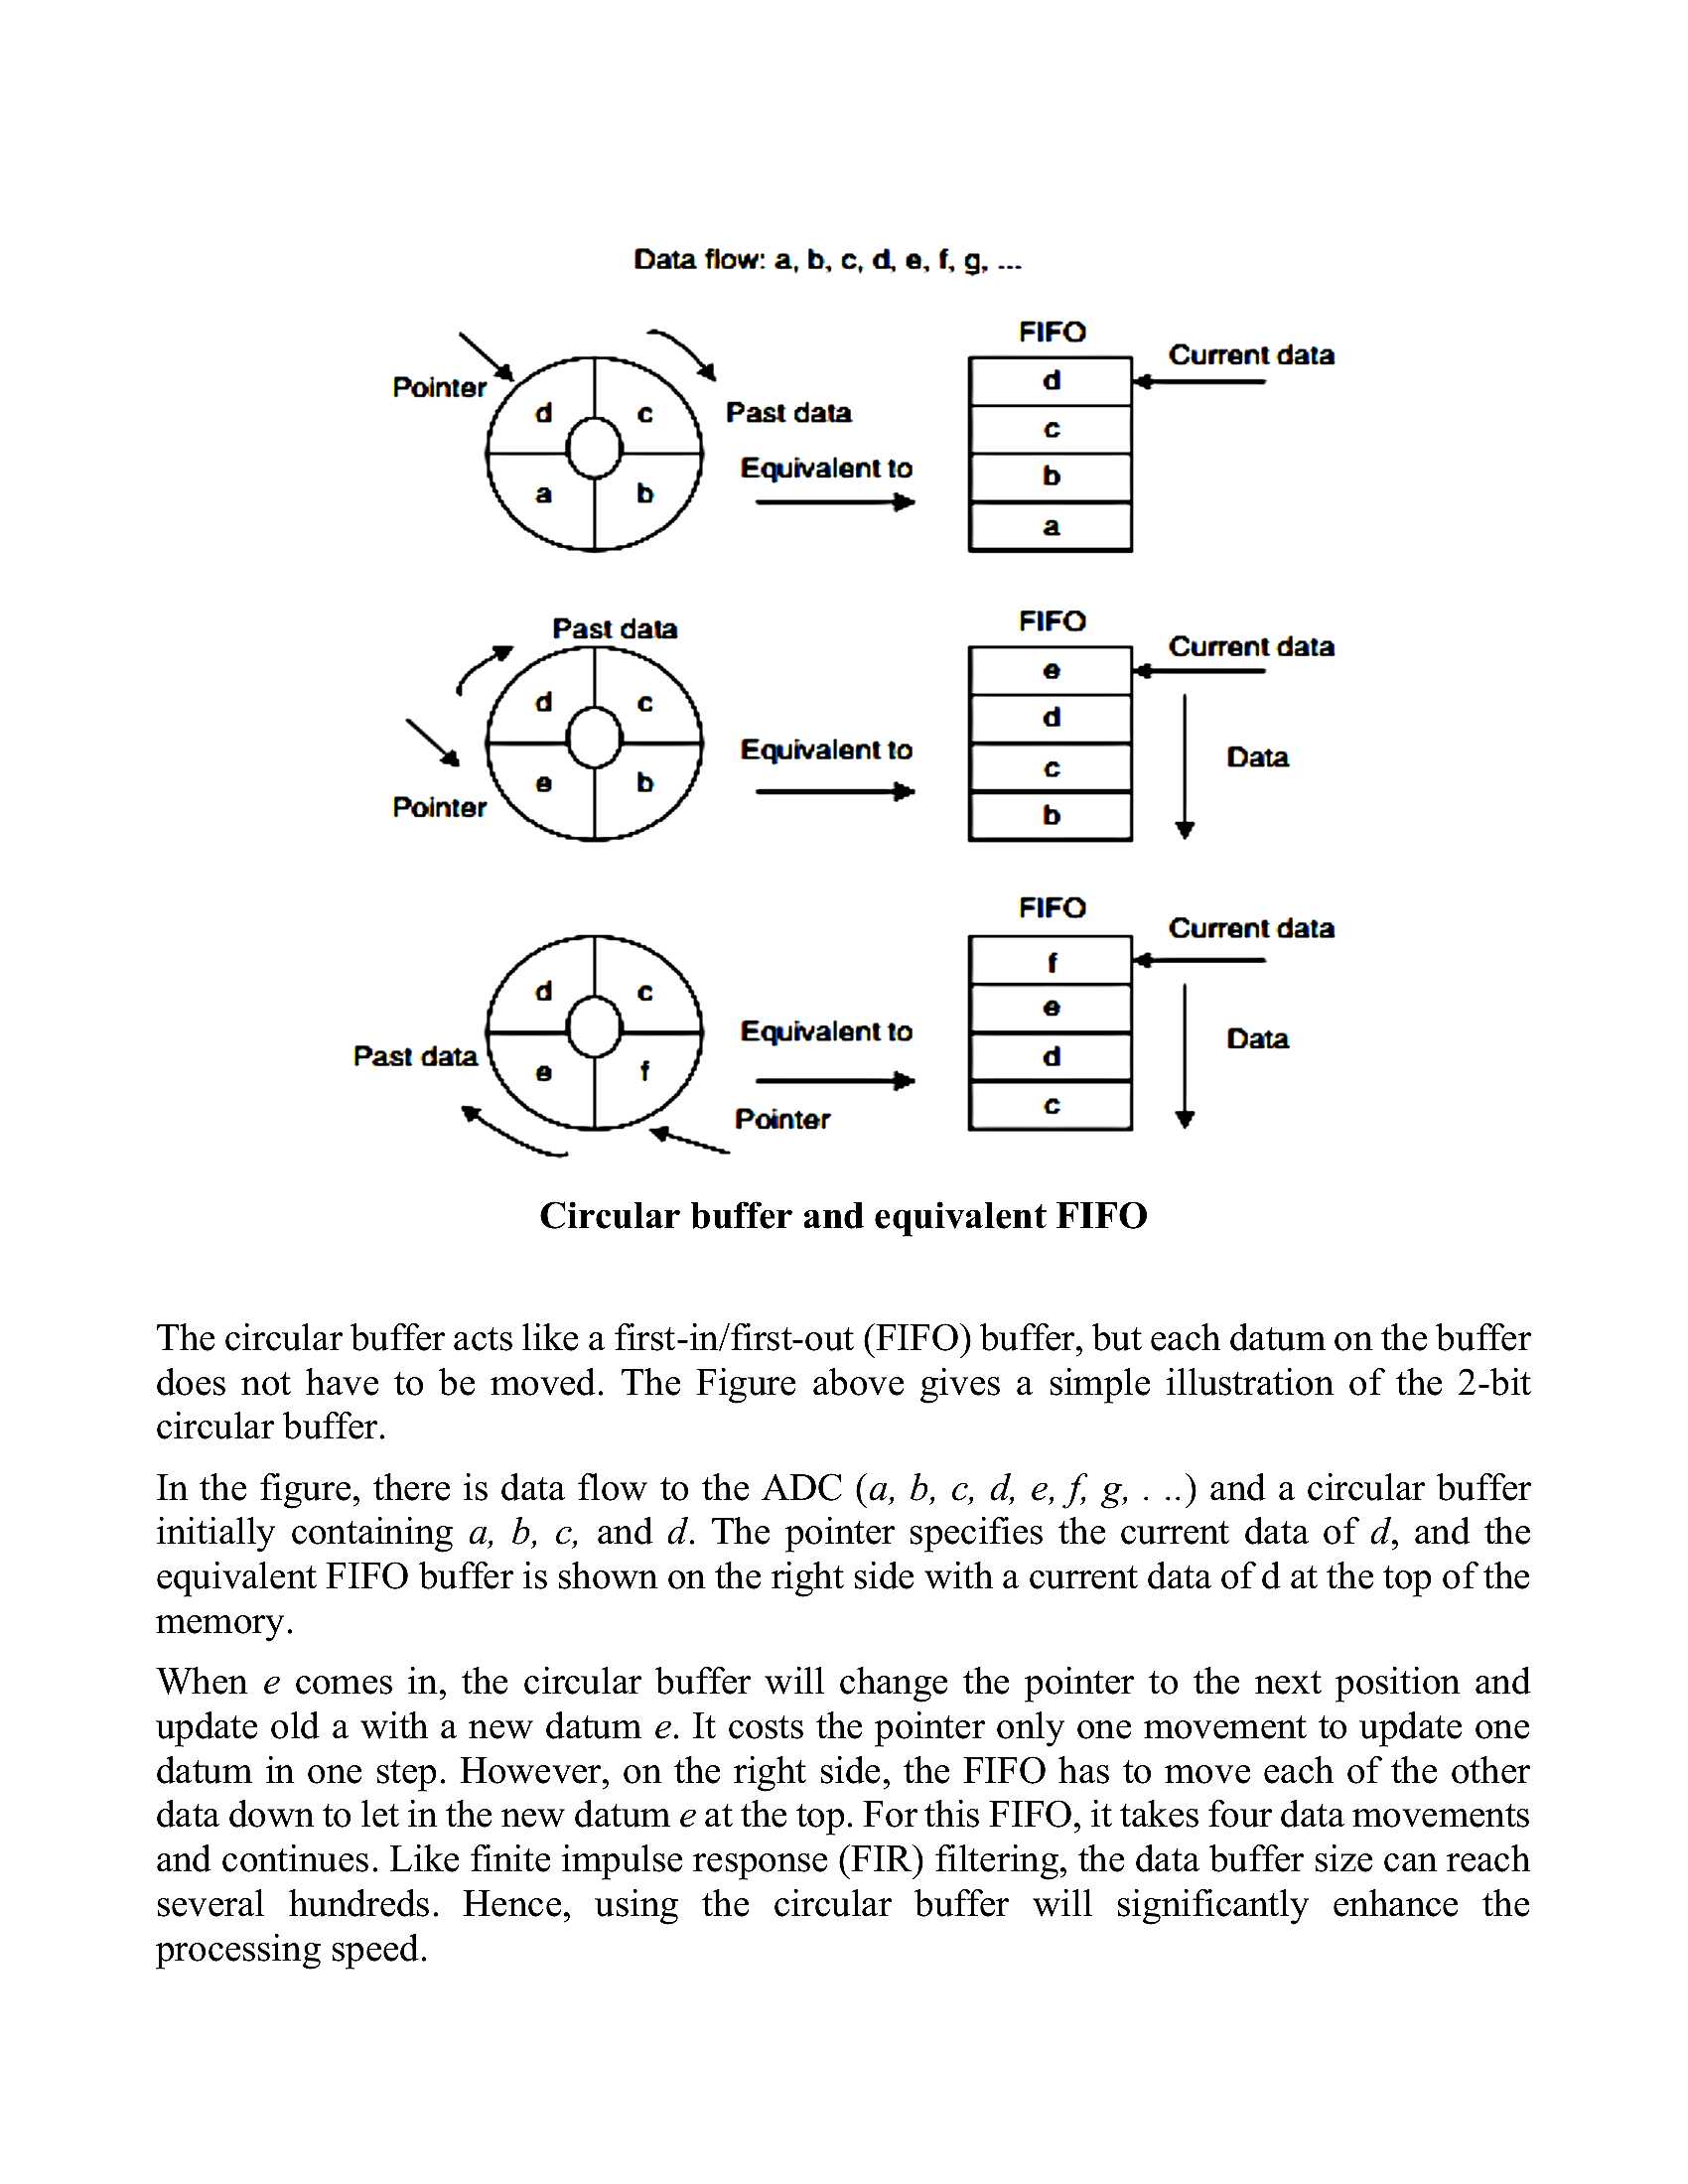 Data flow: a, b, c, d, e, f, g, ...
FIFO
Current data
Pointer
d
c
Past data
a
b
Equivalent to
d
c
b
a
Past data
FIFO
Current data
d
c
Pointer
e
b
Equivalent to
e
d
c
b
Data
FIFO
Current data
d
c
Past data
e
f
Equivalent to
Pointer
f
e
d
c
Data
Circular buffer and equivalent FIFO
The circular buffer acts like a first-in/first-out (FIFO) buffer, but each datum on the buffer
does not have to be moved. The Figure above gives a simple illustration of the 2-bit
circular buffer.
In the figure, there is data flow to the ADC (a, b, c, d, e, f, g, . ..) and a circular buffer
initially containing a, b, c, and d. The pointer specifies the current data of d, and the
equivalent FIFO buffer is shown on the right side with a current data of d at the top of the
memory.
When e comes in, the circular buffer will change the pointer to the next position and
update old a with a new datum e. It costs the pointer only one movement to update one
datum in one step. However, on the right side, the FIFO has to move each of the other
data down to let in the new datum e at the top. For this FIFO, it takes four data movements
and continues. Like finite impulse response (FIR) filtering, the data buffer size can reach
several hundreds. Hence, using the circular buffer will significantly enhance the
processing speed.